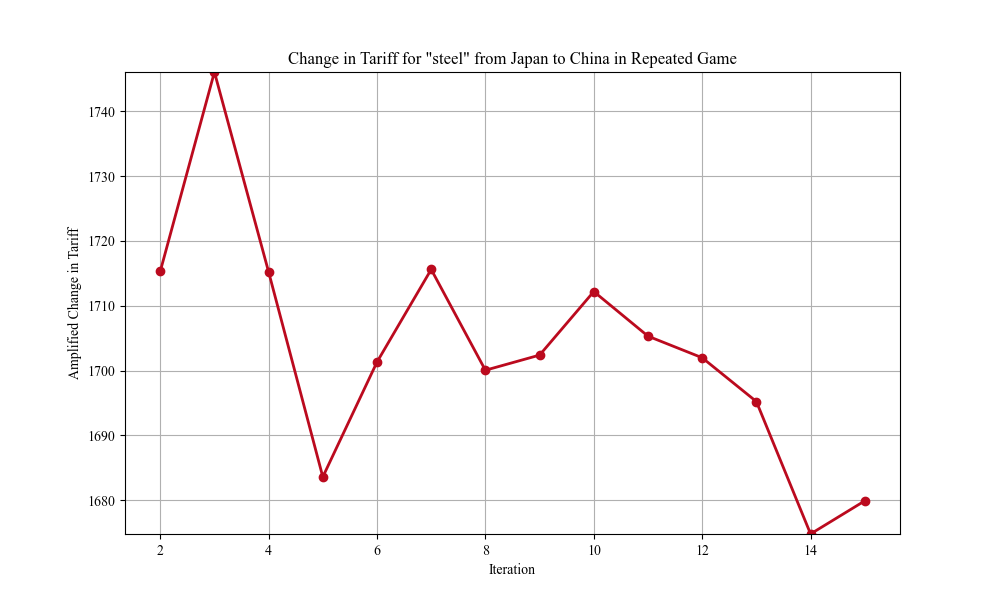 Change in Tariff for "steel" from Japan to China in Repeated Game
Amplified Change in Tariff
1740
1730
1720
1710
1700
1690
1680
2 4 6 8 10 12 14
Iteration